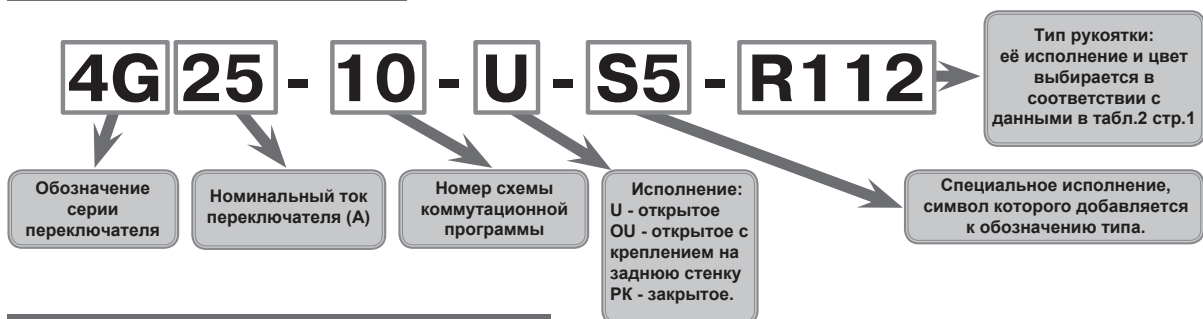 4G 25 - 10 - U - S5 - R112
Тип рукоятки:
её исполнение и цвет
выбирается в
соответствии с
данными в табл.2 стр.1
Обозначение
серии
переключателя
Номинальный ток
переключателя (А)
Номер схемы
коммутационной
программы
Исполнение:
U - открытое
OU - открытое с
креплением на
заднюю стенку
РК - закрытое.
Специальное исполнение,
символ которого добавляется
к обозначению типа.